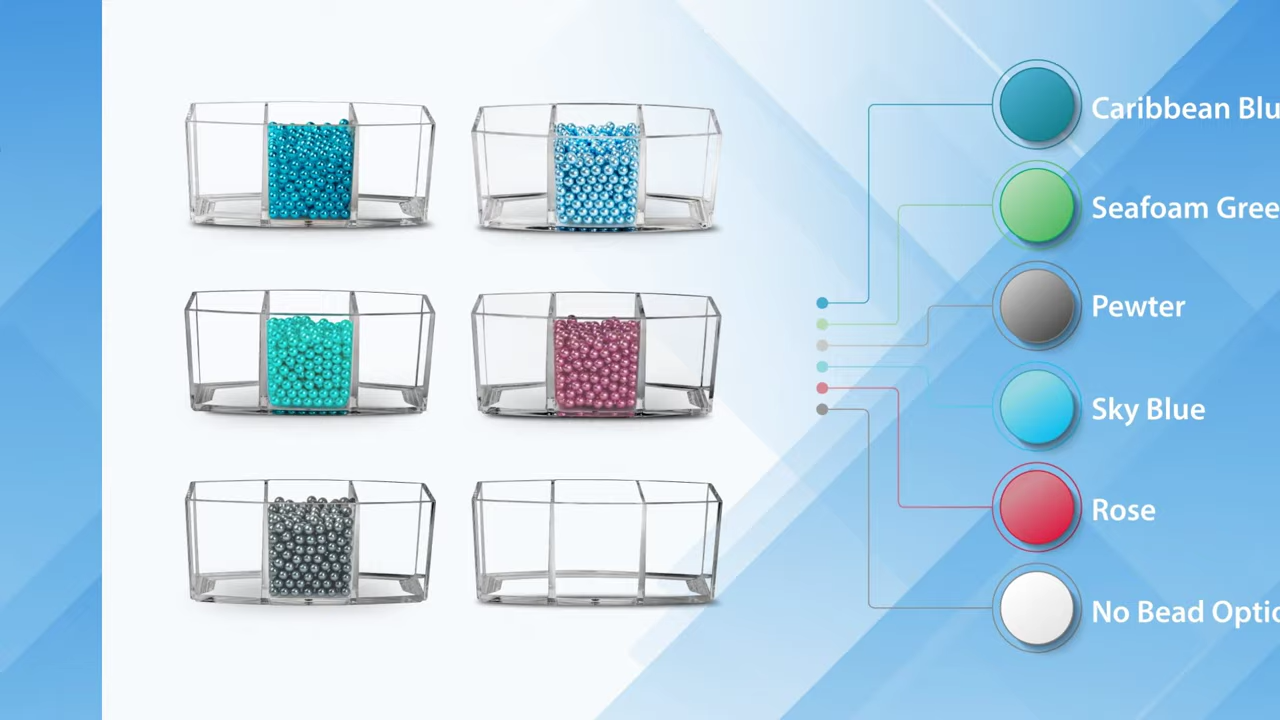 Caribbean Blu
Seafoam Gree
Pewter
Sky Blue
Rose
No Bead Optio